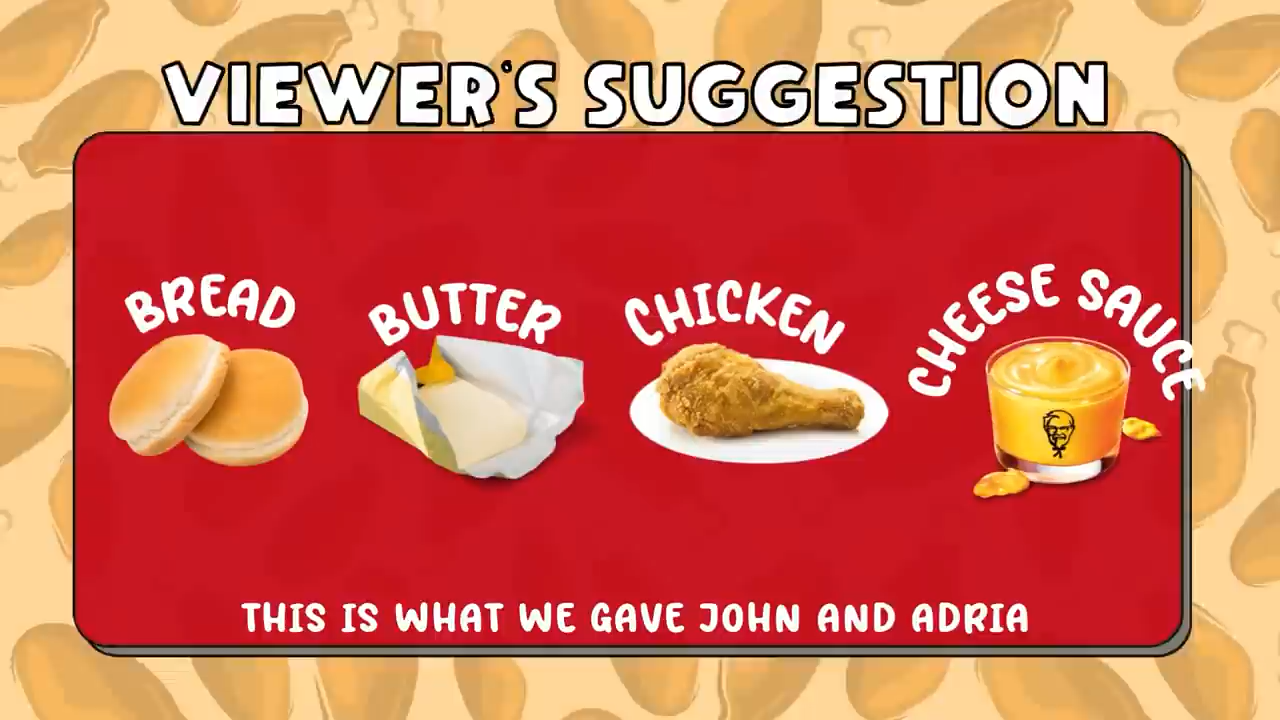 VIEWER'S SUGGESTION
BREAD
BUTTER
CHICKEN
CHEESE SAUCE
THIS IS WHAT WE GAVE JOHN AND ADRIA